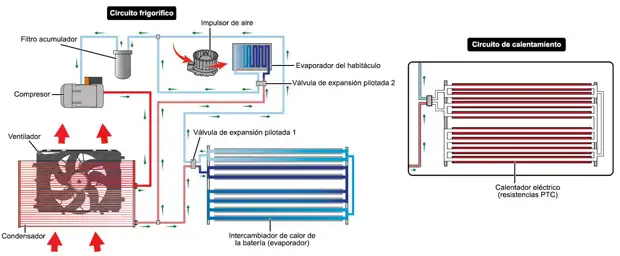 Circuito frigorífico
Impulsor de aire
Filtro acumulador
Evaporador del habitáculo
Circuito de calentamiento
Válvula de expansión pilotada 2
Compresor
Ventilador
Válvula de expansión pilotada 1
Calentador eléctrico
(resistencias PTC)
Condensador
Intercambiador de calor de
la batería (evaporador)